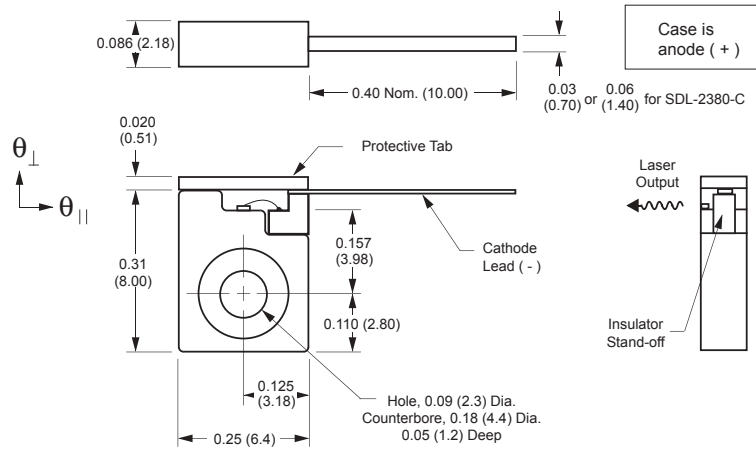 0.086 (2.18)
0.40 Nom. (10.00)
0.03
(0.70)
or
0.06
(1.40)
for SDL-2380-C
Case is
anode ( + )
0.020
(0.51)
Protective Tab
θ⊥
θ||
Laser
Output
0.31
(8.00)
0.157
(3.98)
Cathode
Lead ( - )
0.110 (2.80)
Insulator
Stand-off
0.125
(3.18)
Hole, 0.09 (2.3) Dia.
Counterbore, 0.18 (4.4) Dia.
0.05 (1.2) Deep
0.25 (6.4)